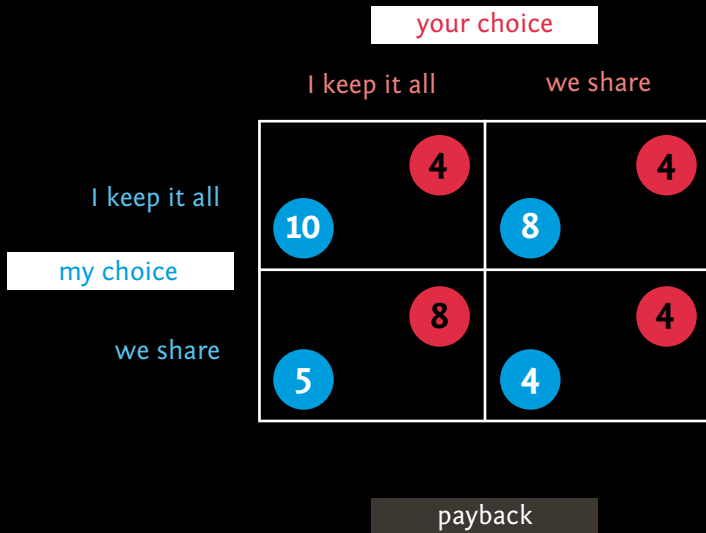 your choice
I keep it all we share
4 4
I keep it all
10 8
my choice
8 4
we share
5 4
payback